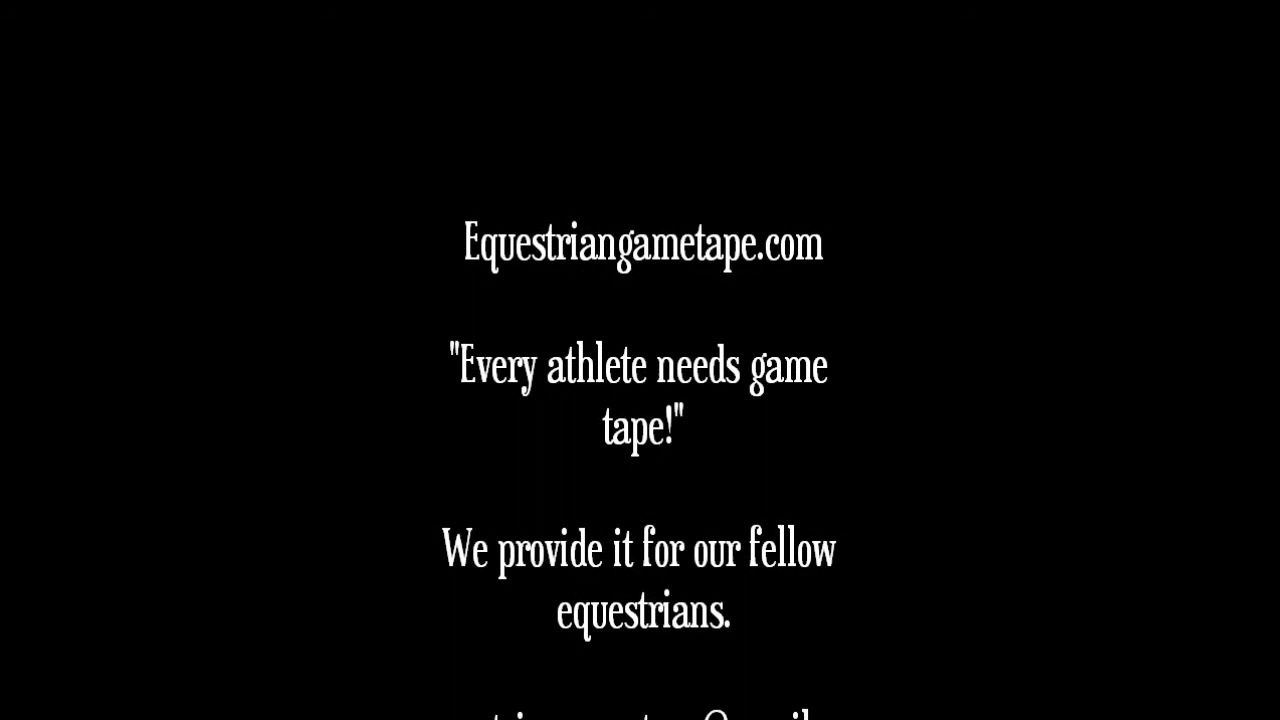 Equestriangametape.com
"Every athlete needs game
tape!"
We provide it for our fellow
equestrians.